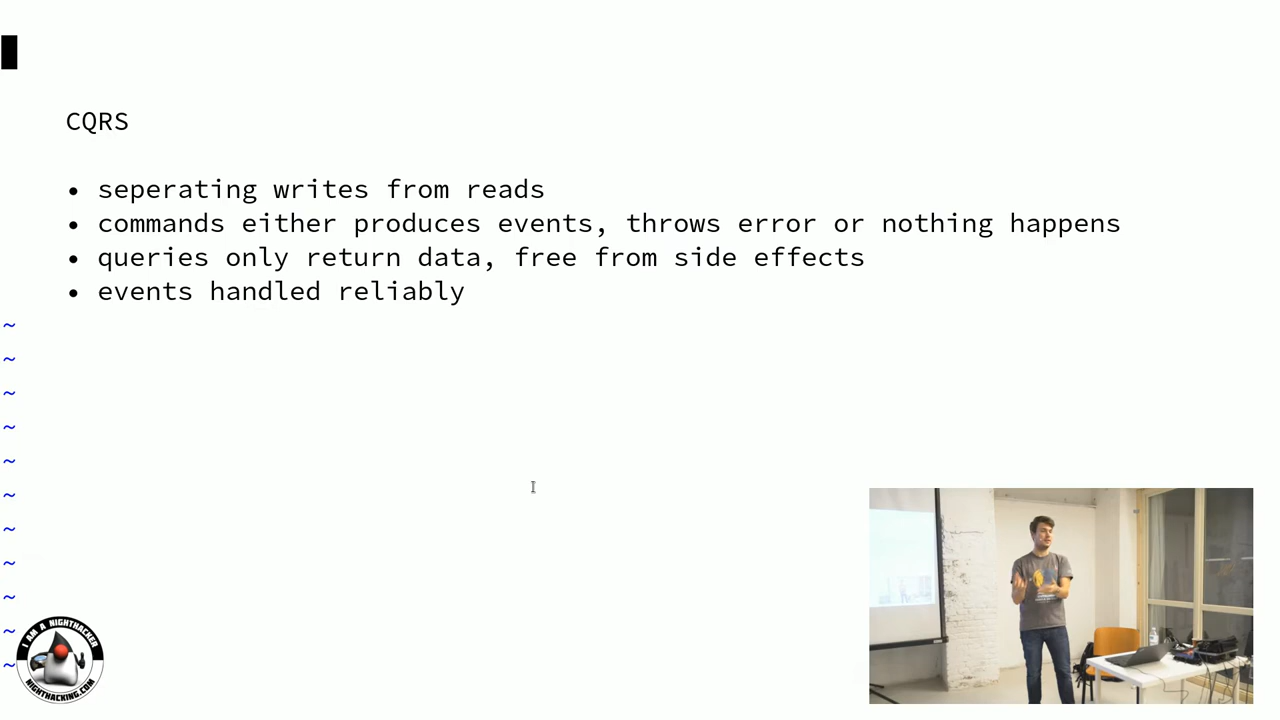 CQRS
• seperating writes from reads
• commands either produces events, throws error or nothing happens
• queries only return data, free from side effects
• events handled reliably
~
~
~
~
~
~
~
~
~
~
~
I AM A NIGHTHACKER
NIGHTHACKING.COM